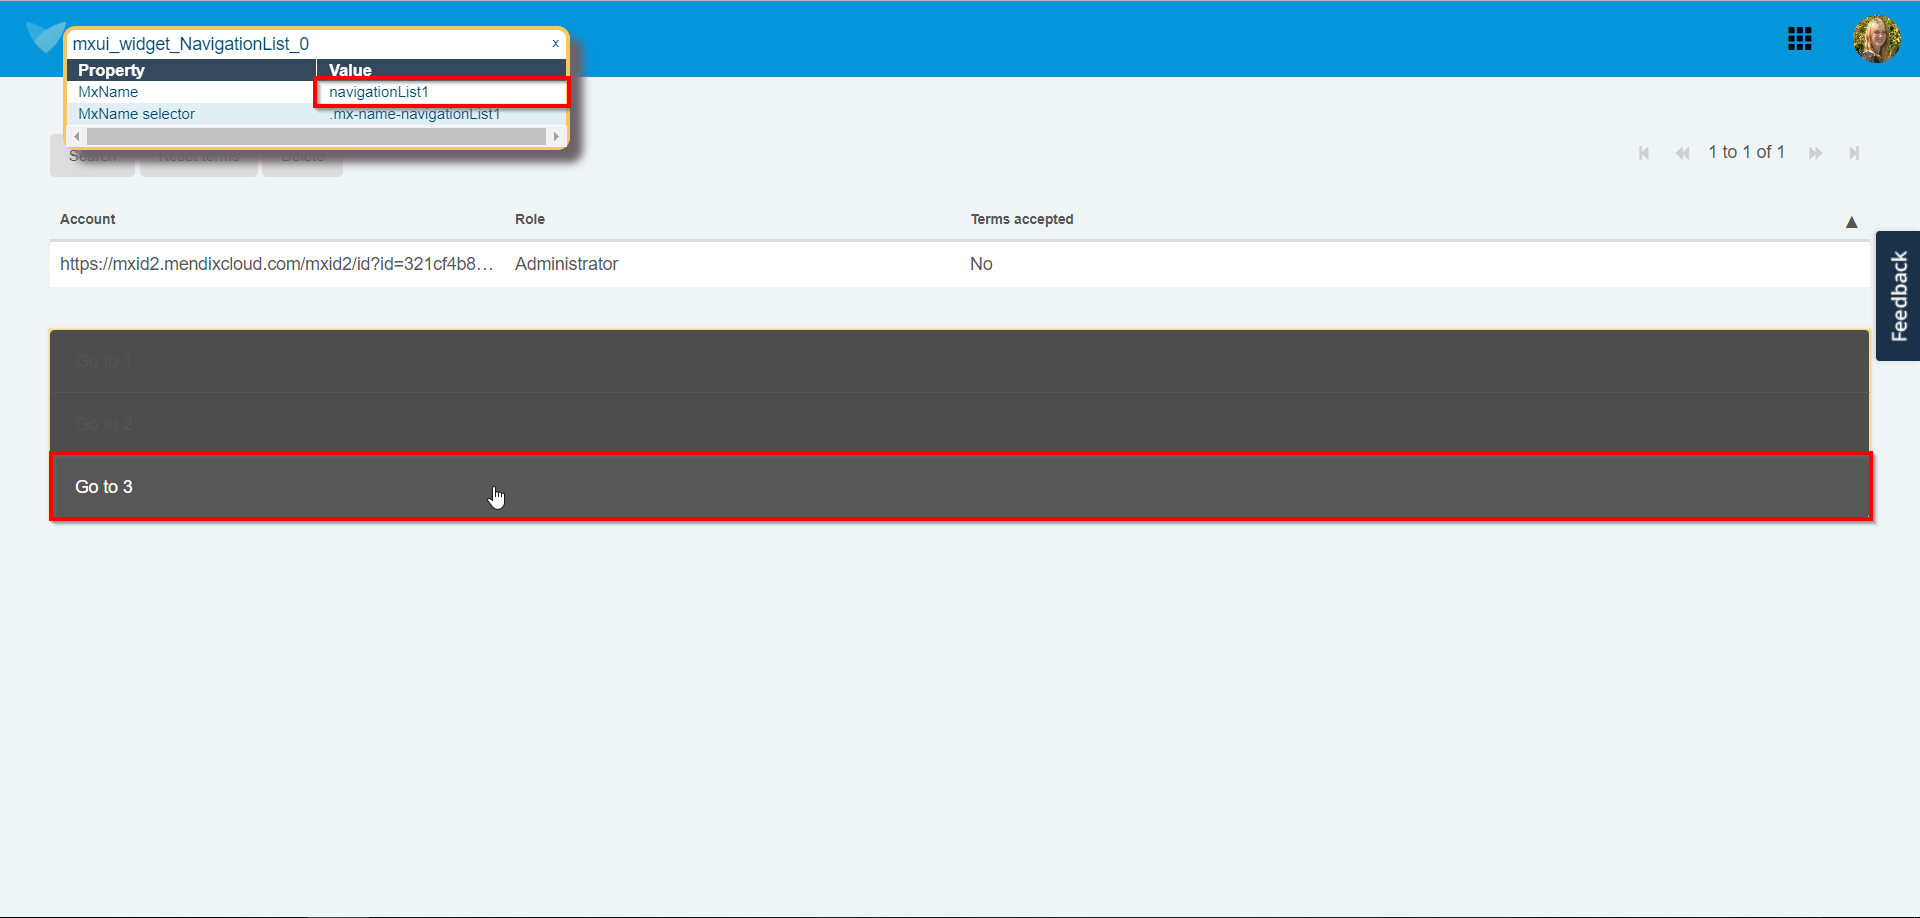 mxui_widget_NavigationList_0 x
Property Value
MxName navigationList1
MxName selector .mx-name-navigationList1
Search Reset terms Delete
1 to 1 of 1
Account Role Terms accepted
https://mxid2.mendixcloud.com/mxid2/id?id=321cf4b8... Administrator No
Feedback
Go to 1
Go to 2
Go to 3